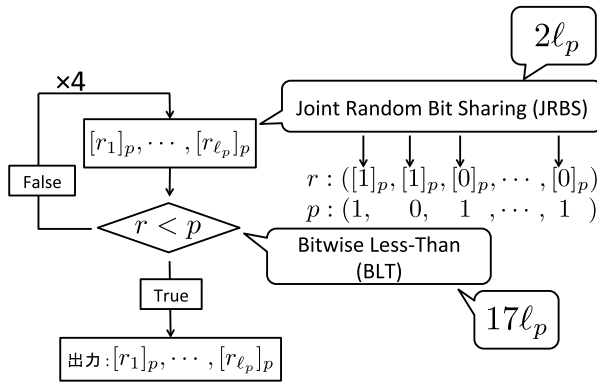 2ℓ_p
×4
Joint Random Bit Sharing (JRBS)
[r_1]_p, ⋯, [r_{ℓ_p}]_p
False
r : ([1]_p, [1]_p, [0]_p, ⋯, [0]_p)
p : (1, 0, 1, ⋯, 1 )
r < p
Bitwise Less-Than
(BLT)
True
17ℓ_p
出力 : [r_1]_p, ⋯, [r_{ℓ_p}]_p